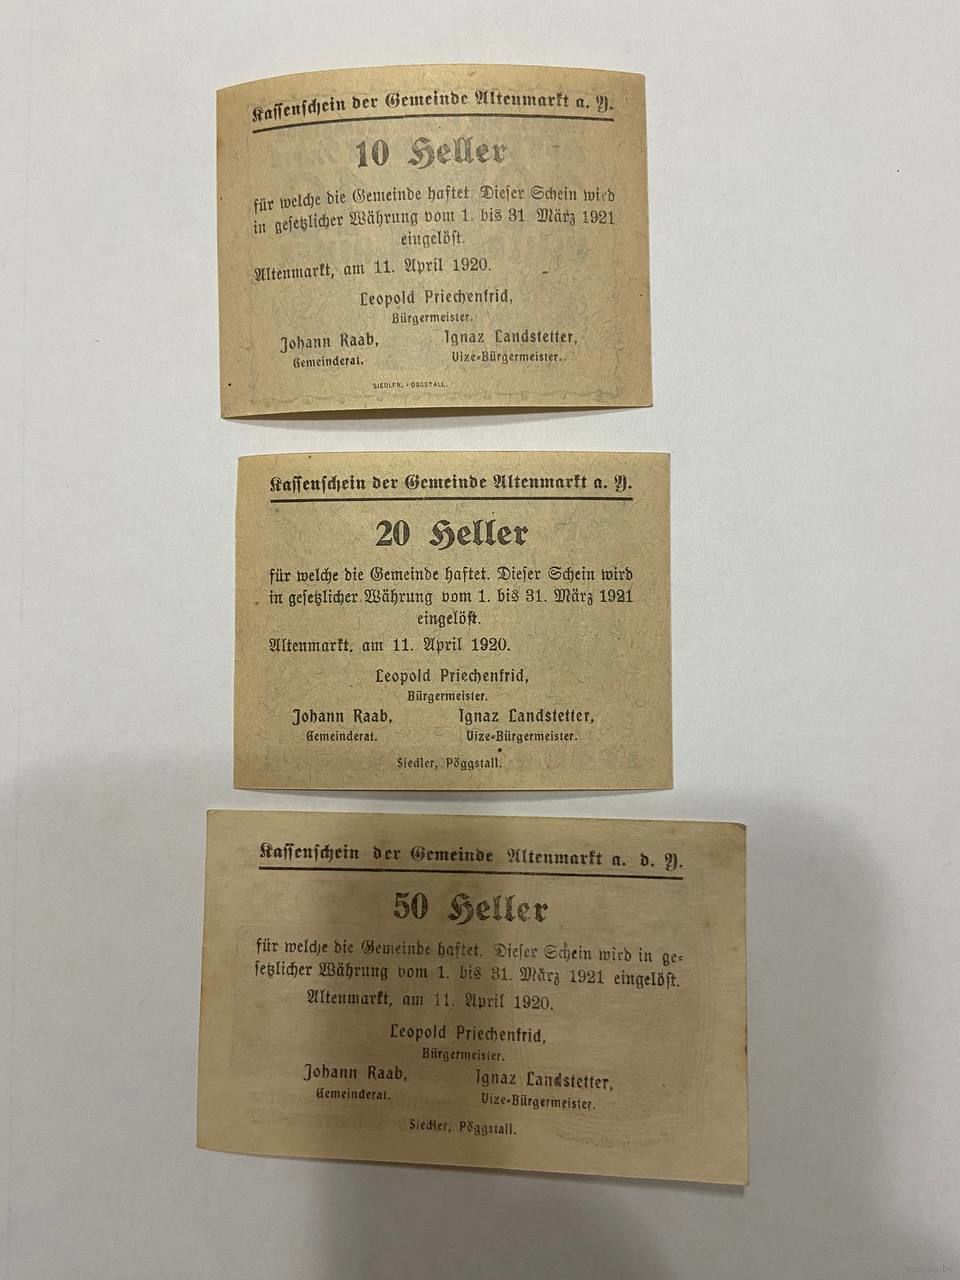 Kassenschein der Gemeinde Altenmarkt a. Y.
10 Heller
für welche die Gemeinde haftet Dieser Schein wird
in gesetzlicher Währung vom 1. bis 31 März 1921
eingelöst.
Altenmarkt, am 11. April 1920.
Leopold Priechenfrid,
Bürgermeister.
Johann Raab, Ignaz Landstetter,
Gemeinderat. Vize-Bürgermeister.
SIEDLER, PÖGGSTALL.
Kassenschein der Gemeinde Altenmarkt a. Y.
20 Heller
für welche die Gemeinde haftet. Dieser Schein wird
in gesetzlicher Währung vom 1. bis 31. März 1921
eingelöst.
Altenmarkt, am 11. April 1920.
Leopold Priechenfrid,
Bürgermeister.
Johann Raab, Ignaz Landstetter,
Gemeinderat. Vize-Bürgermeister.
Siedler, Pöggstall.
Kassenschein der Gemeinde Altenmarkt a. d. Y.
50 Heller
für welche die Gemeinde haftet. Dieser Schein wird in ge-
setzlicher Währung vom 1. bis 31. März 1921 eingelöst.
Altenmarkt, am 11. April 1920.
Leopold Priechenfrid,
Bürgermeister.
Johann Raab, Ignaz Landstetter,
Gemeinderat. Vize-Bürgermeister.
Siedler, Pöggstall.